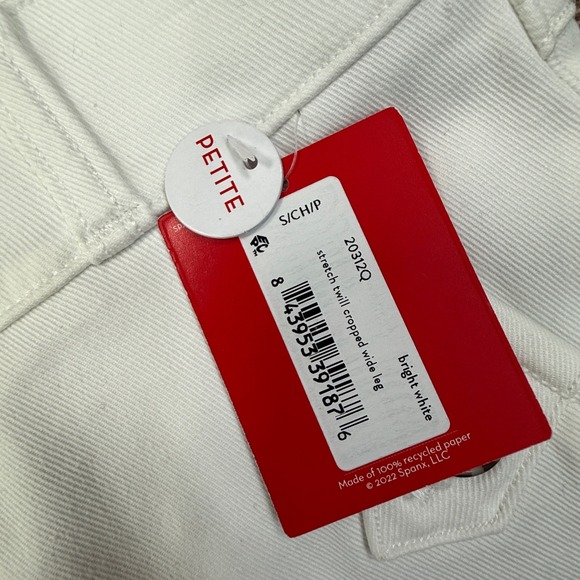 PETITE
sp
S/CH/P
20312Q
stretch twill cropped wide leg
bright white
8 43953 39187 6
Made of 100% recycled paper
© 2022 Spanx, LLC